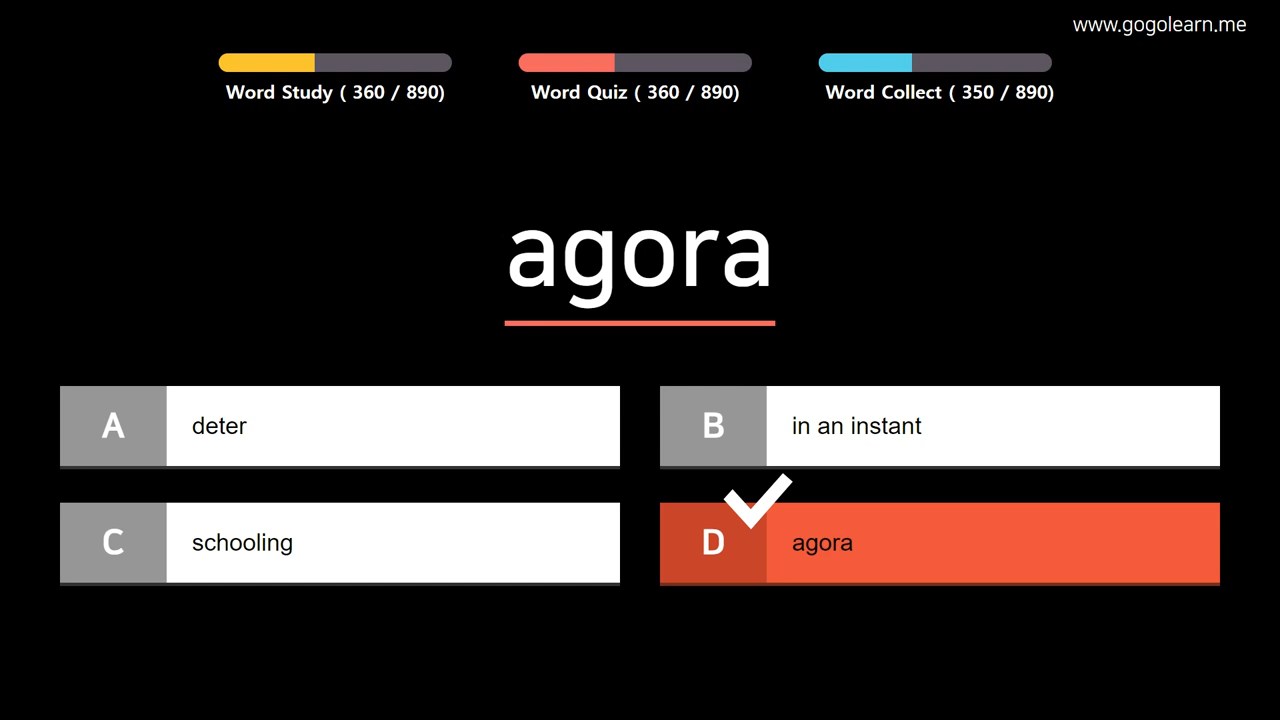 www.gogolearn.me
Word Study ( 360 / 890)
Word Quiz ( 360 / 890)
Word Collect ( 350 / 890)
agora
A deter
B in an instant
C schooling
D agora